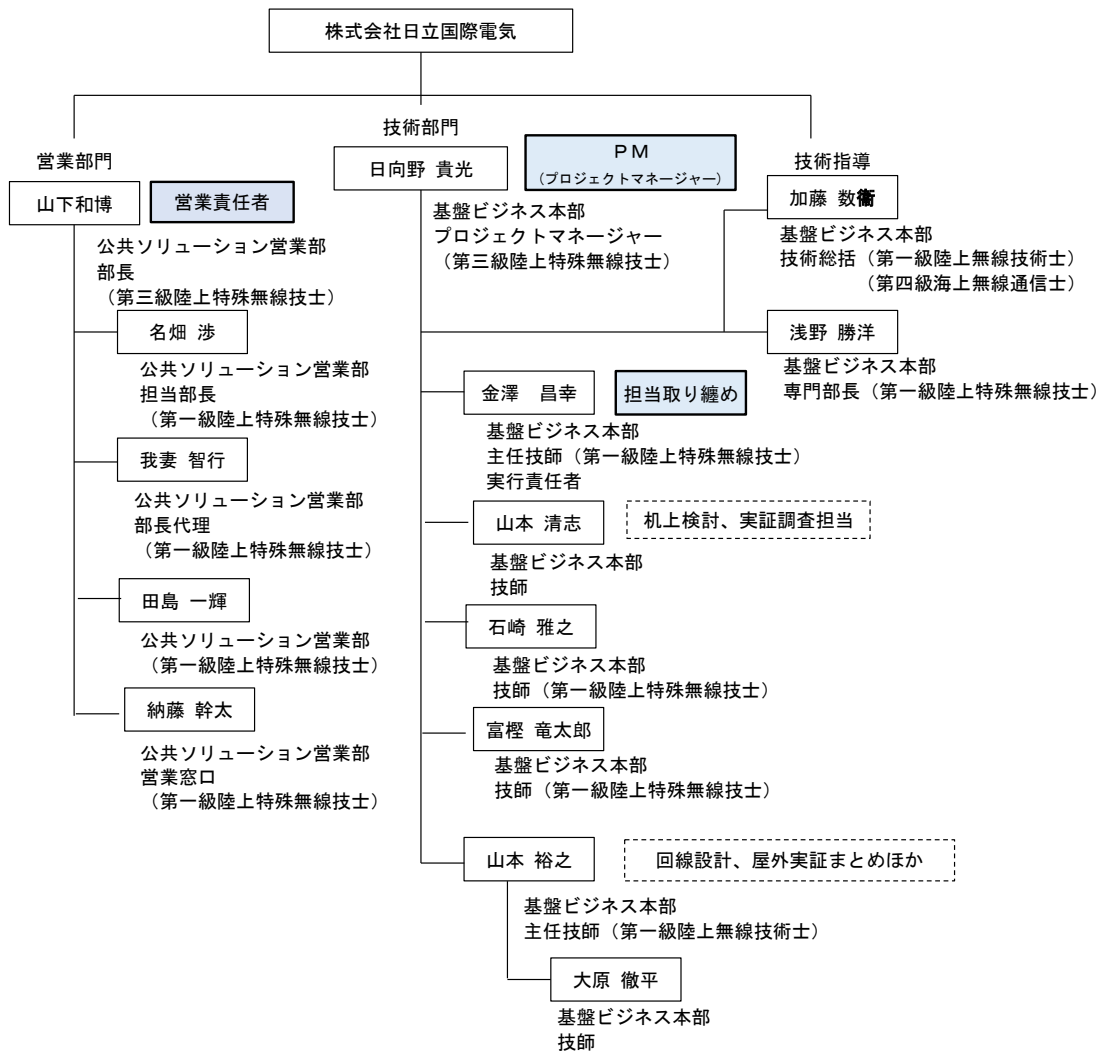 株式会社日立国際電気
営業部門
山下和博
営業責任者
公共ソリューション営業部
部長
(第三級陸上特殊無線技士)
名畑 渉
公共ソリューション営業部
担当部長
(第一級陸上特殊無線技士)
我妻 智行
公共ソリューション営業部
部長代理
(第一級陸上特殊無線技士)
田島 一輝
公共ソリューション営業部
(第一級陸上特殊無線技士)
納藤 幹太
公共ソリューション営業部
営業窓口
(第一級陸上特殊無線技士)
技術部門
日向野 貴光
PM
(プロジェクトマネージャー)
基盤ビジネス本部
プロジェクトマネージャー
(第三級陸上特殊無線技士)
技術指導
加藤 数衞
基盤ビジネス本部
技術総括(第一級陸上無線技術士)
(第四級海上無線通信士)
浅野 勝洋
基盤ビジネス本部
専門部長(第一級陸上特殊無線技士)
金澤 昌幸
担当取り纏め
基盤ビジネス本部
主任技師(第一級陸上特殊無線技士)
実行責任者
山本 清志
机上検討、実証調査担当
基盤ビジネス本部
技師
石崎 雅之
基盤ビジネス本部
技師(第一級陸上特殊無線技士)
富樫 竜太郎
基盤ビジネス本部
技師(第一級陸上特殊無線技士)
山本 裕之
回線設計、屋外実証まとめほか
基盤ビジネス本部
主任技師(第一級陸上無線技術士)
大原 徹平
基盤ビジネス本部
技師